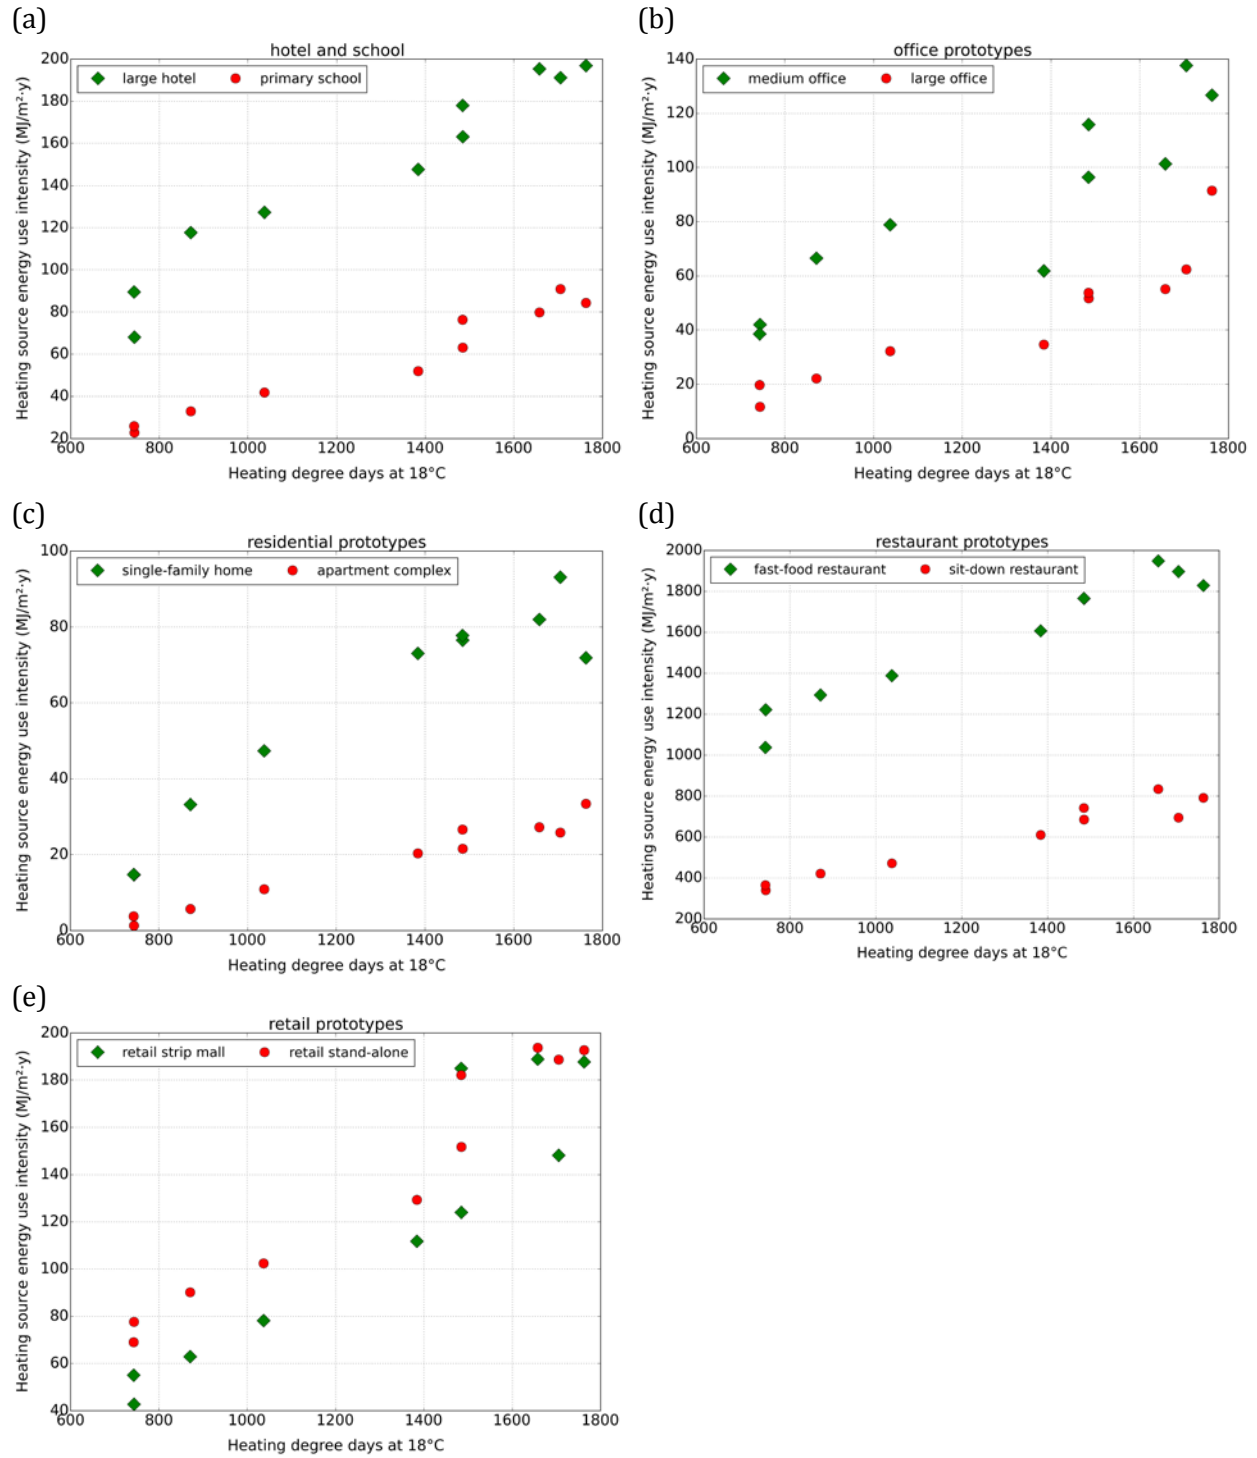 (a)
hotel and school
large hotel primary school
Heating source energy use intensity (MJ/m²·y)
200
180
160
140
120
100
80
60
40
20
600 800 1000 1200 1400 1600 1800
Heating degree days at 18°C
(b)
office prototypes
medium office large office
Heating source energy use intensity (MJ/m²·y)
140
120
100
80
60
40
20
0
600 800 1000 1200 1400 1600 1800
Heating degree days at 18°C
(c)
residential prototypes
single-family home apartment complex
Heating source energy use intensity (MJ/m²·y)
100
80
60
40
20
0
600 800 1000 1200 1400 1600 1800
Heating degree days at 18°C
(d)
restaurant prototypes
fast-food restaurant sit-down restaurant
Heating source energy use intensity (MJ/m²·y)
2000
1800
1600
1400
1200
1000
800
600
400
200
600 800 1000 1200 1400 1600 1800
Heating degree days at 18°C
(e)
retail prototypes
retail strip mall retail stand-alone
Heating source energy use intensity (MJ/m²·y)
200
180
160
140
120
100
80
60
40
600 800 1000 1200 1400 1600 1800
Heating degree days at 18°C